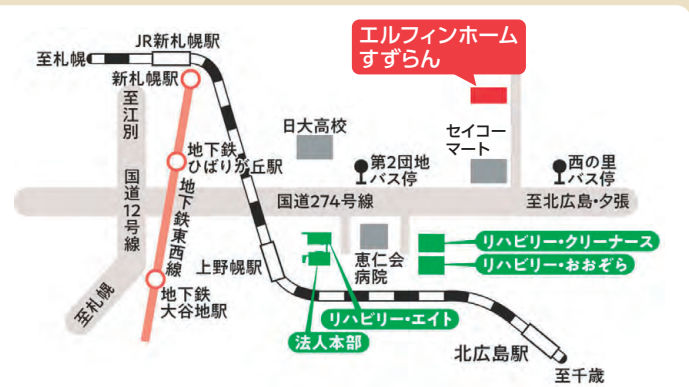 エルフィンホーム
すずらん
JR新札幌駅
至札幌
新札幌駅
至江別
日大高校
セイコー
マート
地下鉄
ひばりが丘駅
第2団地
バス停
西の里
バス停
国道12号線
地下鉄東西線
国道274号線
至北広島・夕張
上野幌駅
恵仁会
病院
リハビリー・クリーナース
リハビリー・おおぞら
至札幌
地下鉄
大谷地駅
リハビリー・エイト
法人本部
北広島駅
至千歳